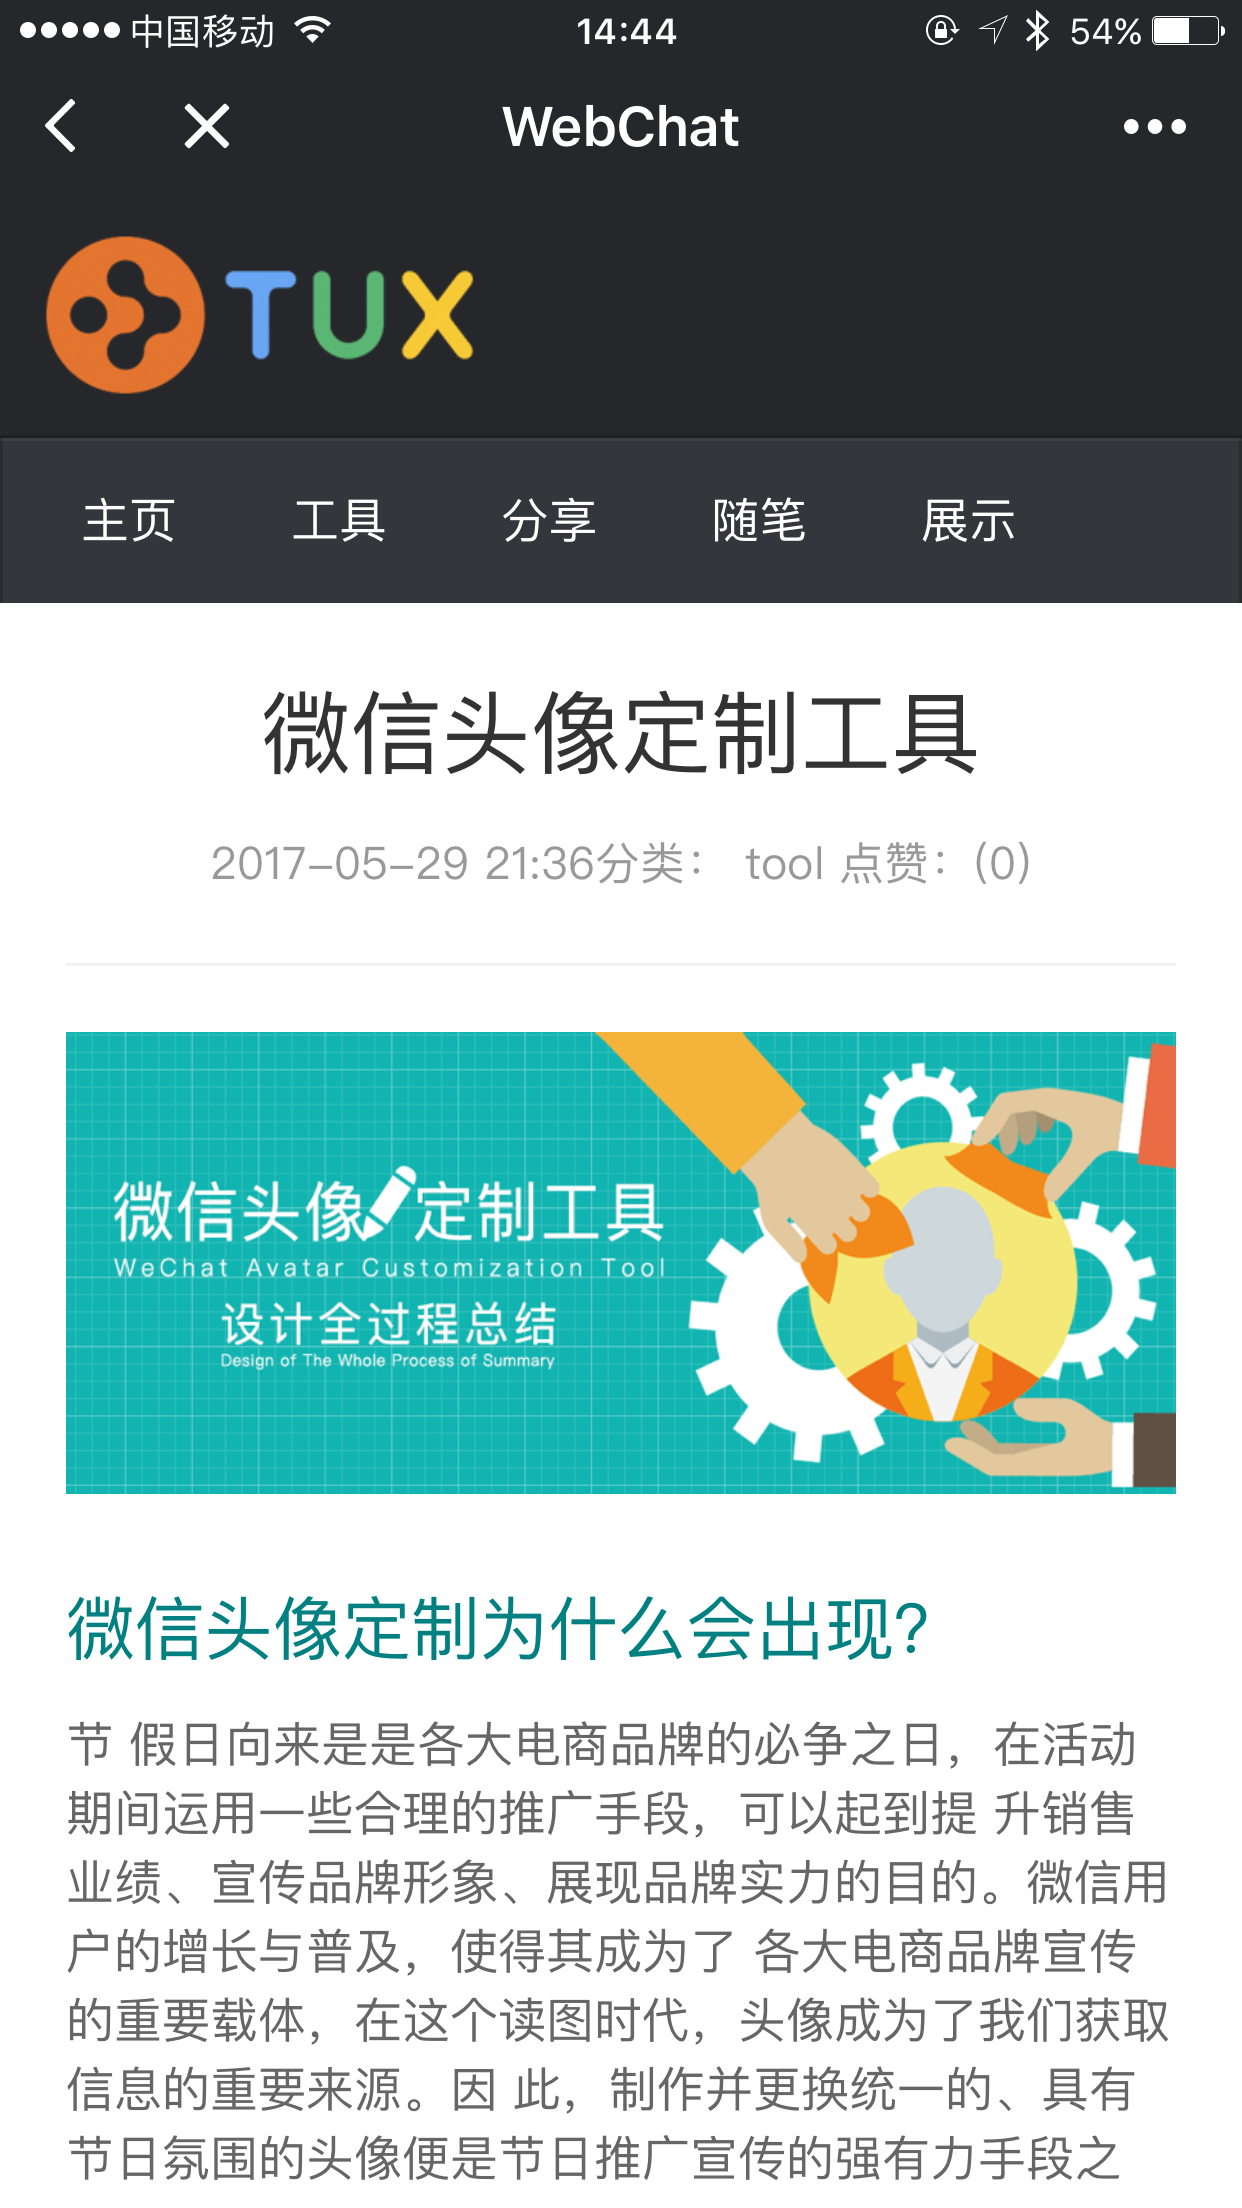 中国移动 14:44 54%
WebChat
TUX
主页 工具 分享 随笔 展示
微信头像定制工具
2017-05-29 21:36分类： tool 点赞：(0)
微信头像定制工具
WeChat Avatar Customization Tool
设计全过程总结
Design of The Whole Process of Summary
微信头像定制为什么会出现?
节 假日向来是是各大电商品牌的必争之日，在活动
期间运用一些合理的推广手段，可以起到提 升销售
业绩、宣传品牌形象、展现品牌实力的目的。微信用
户的增长与普及，使得其成为了 各大电商品牌宣传
的重要载体，在这个读图时代，头像成为了我们获取
信息的重要来源。因 此，制作并更换统一的、具有
节日氛围的头像便是节日推广宣传的强有力手段之